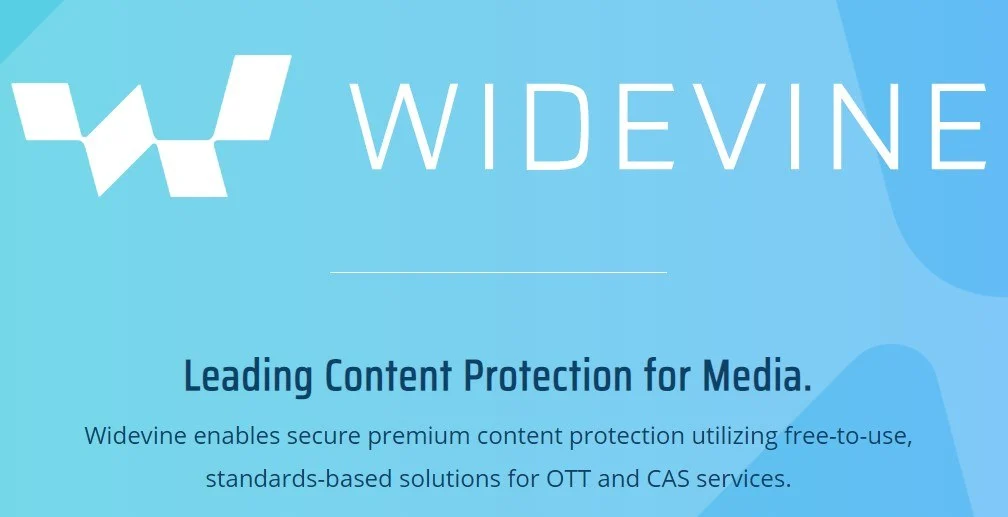 WIDEVINE
Leading Content Protection for Media.
Widevine enables secure premium content protection utilizing free-to-use,
standards-based solutions for OTT and CAS services.